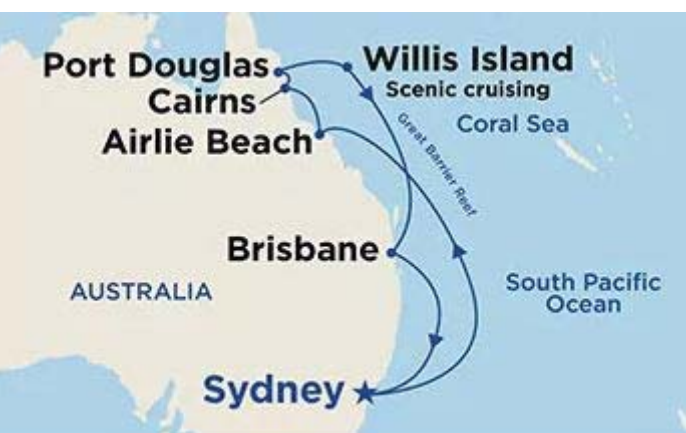 Port Douglas
Willis Island
Scenic cruising
Cairns
Airlie Beach
Great Barrier Reef
Coral Sea
Brisbane
AUSTRALIA
South Pacific
Ocean
Sydney